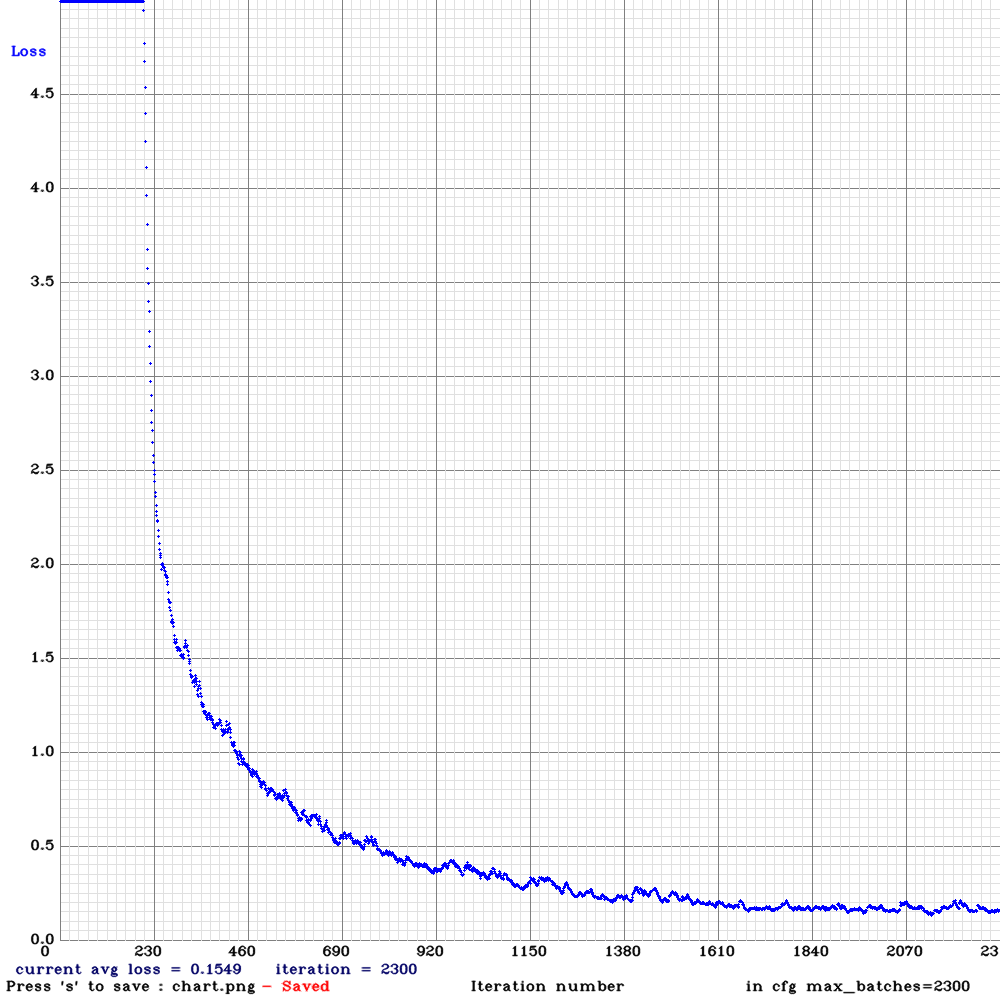 Loss
4.5
4.0
3.5
3.0
2.5
2.0
1.5
1.0
0.5
0.0
0 230 460 690 920 1150 1380 1610 1840 2070 23
current avg loss = 0.1549 iteration = 2300
Press 's' to save : chart.png - Saved Iteration number in cfg max_batches=2300